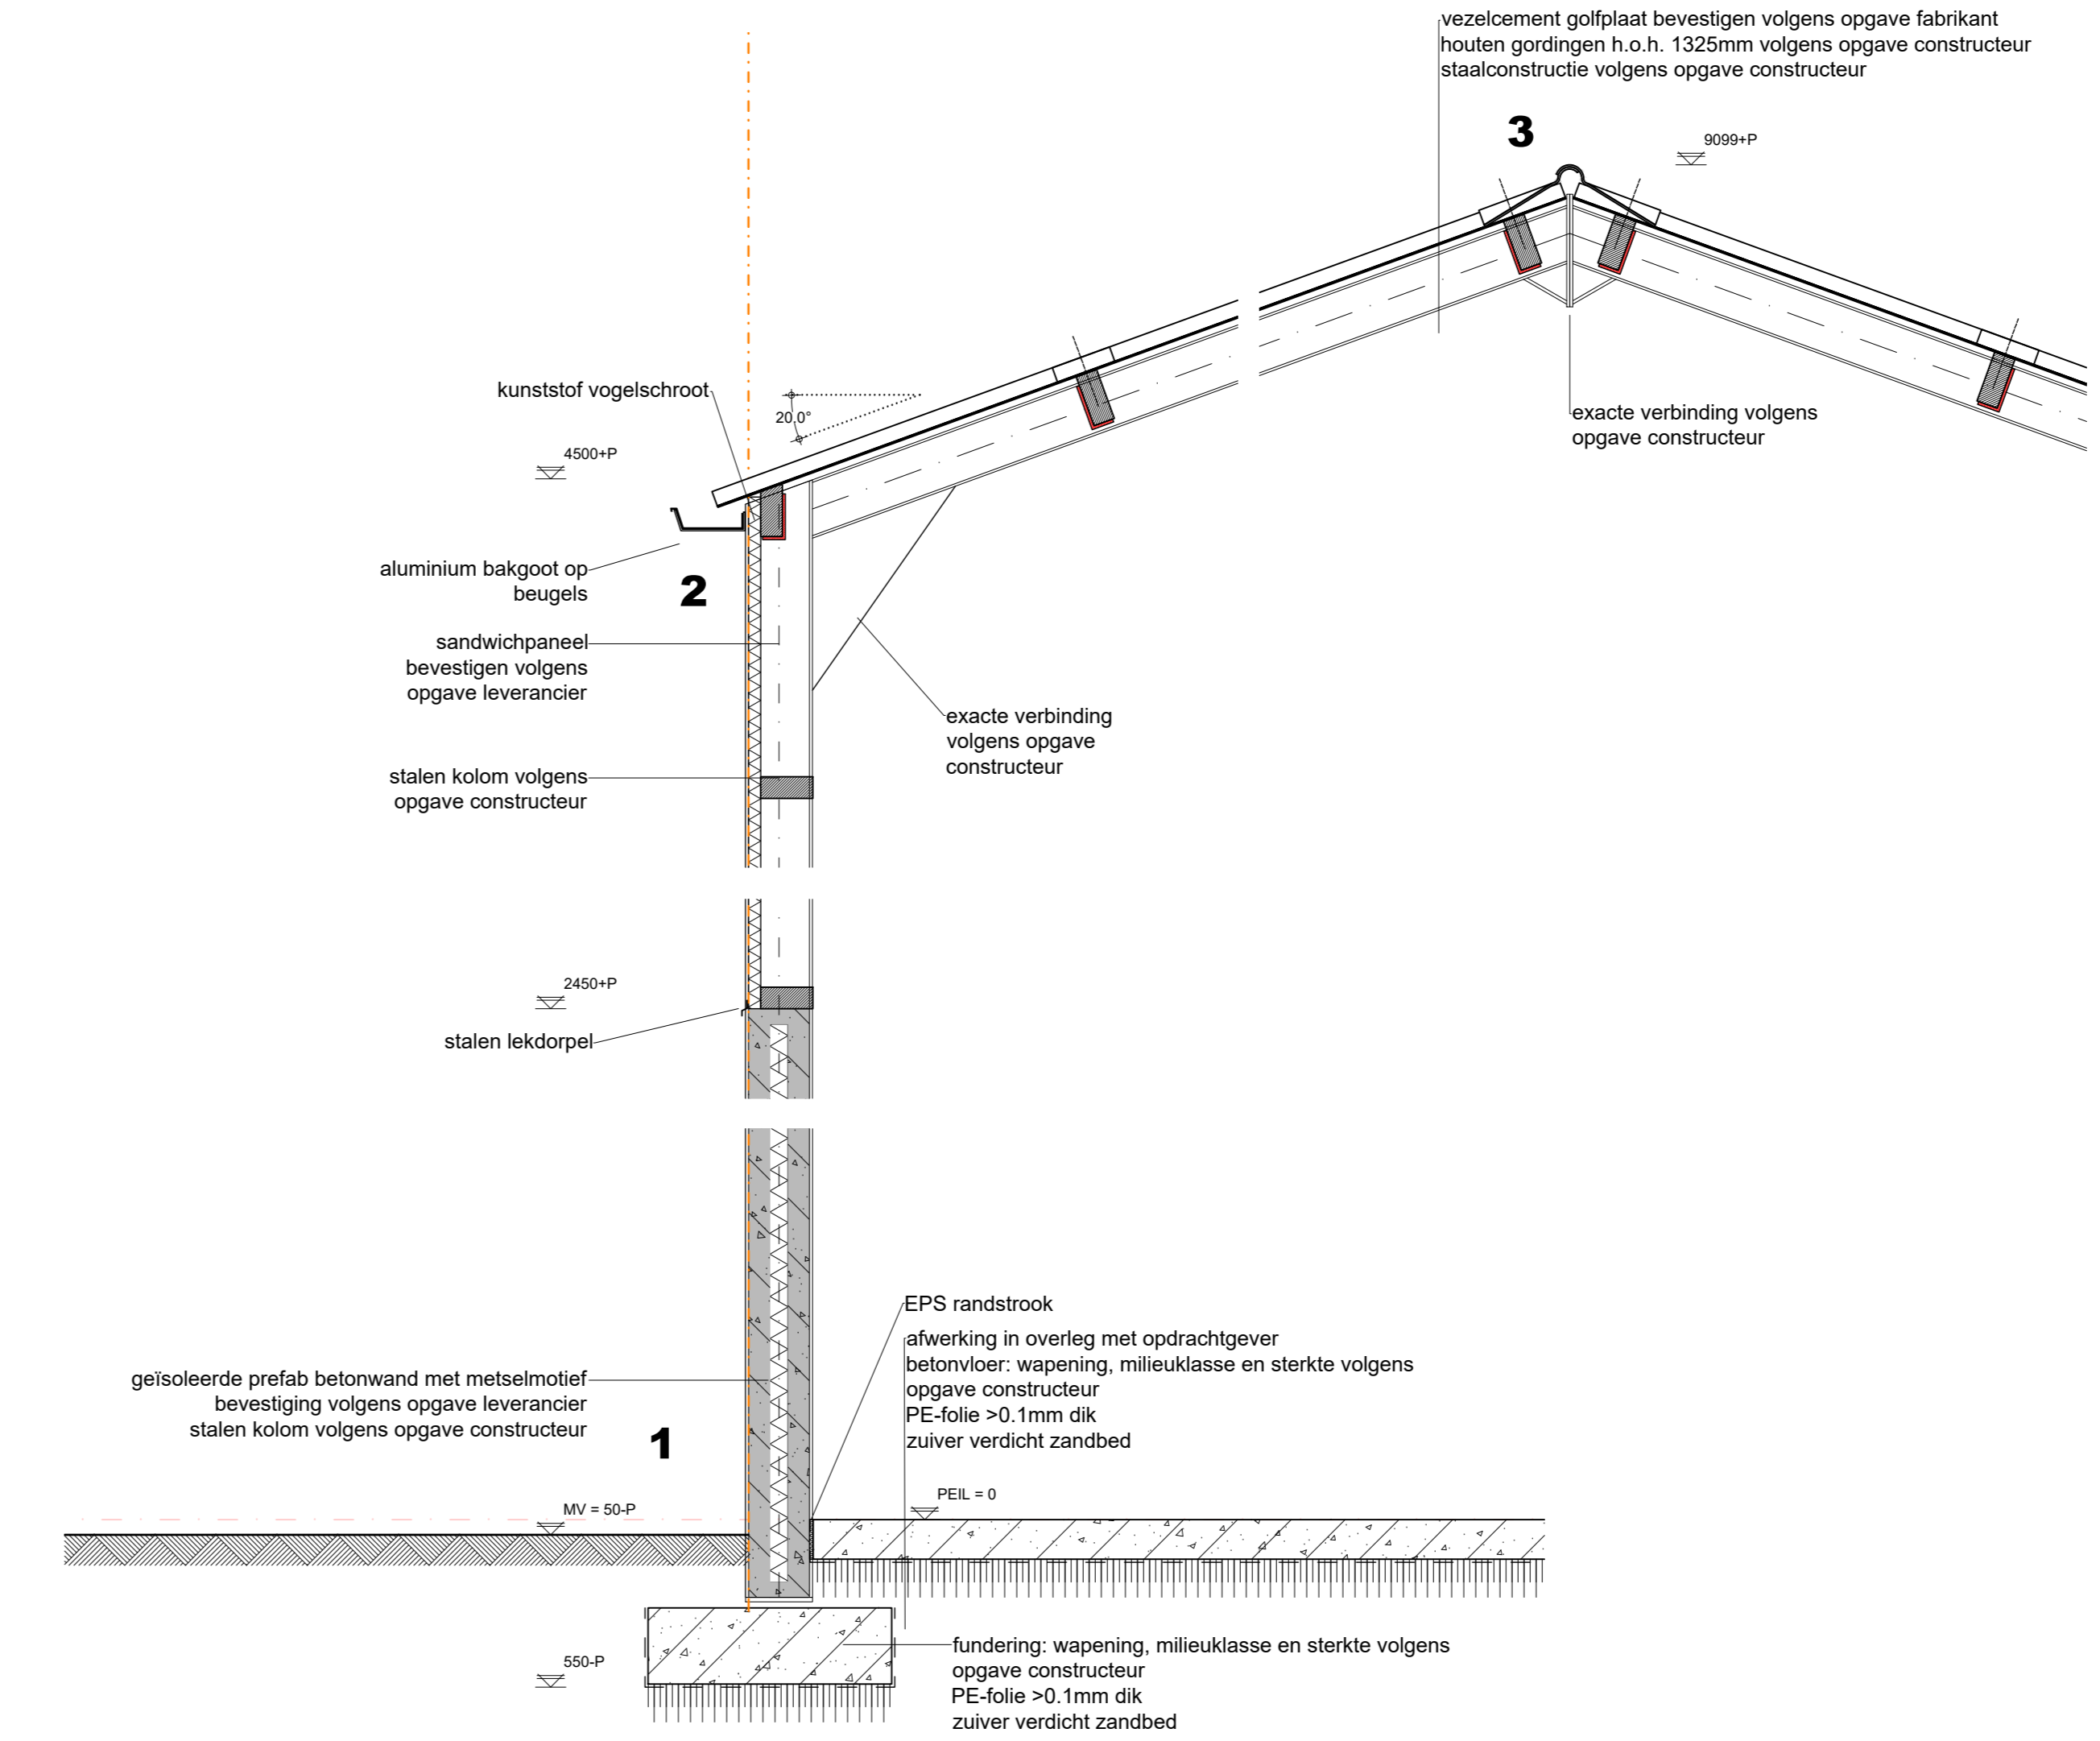 vezelcement golfplaat bevestigen volgens opgave fabrikant
houten gordingen h.o.h. 1325mm volgens opgave constructeur
staalconstructie volgens opgave constructeur
3
9099+P
kunststof vogelschroot
20.0°
exacte verbinding volgens
opgave constructeur
4500+P
aluminium bakgoot op
beugels
2
sandwichpaneel
bevestigen volgens
opgave leverancier
exacte verbinding
volgens opgave
constructeur
stalen kolom volgens
opgave constructeur
2450+P
stalen lekdorpel
EPS randstrook
afwerking in overleg met opdrachtgever
betonvloer: wapening, milieuklasse en sterkte volgens
opgave constructeur
PE-folie >0.1mm dik
zuiver verdicht zandbed
geïsoleerde prefab betonwand met metselmotief
bevestiging volgens opgave leverancier
stalen kolom volgens opgave constructeur
1
MV = 50-P
PEIL = 0
fundering: wapening, milieuklasse en sterkte volgens
opgave constructeur
PE-folie >0.1mm dik
zuiver verdicht zandbed
550-P